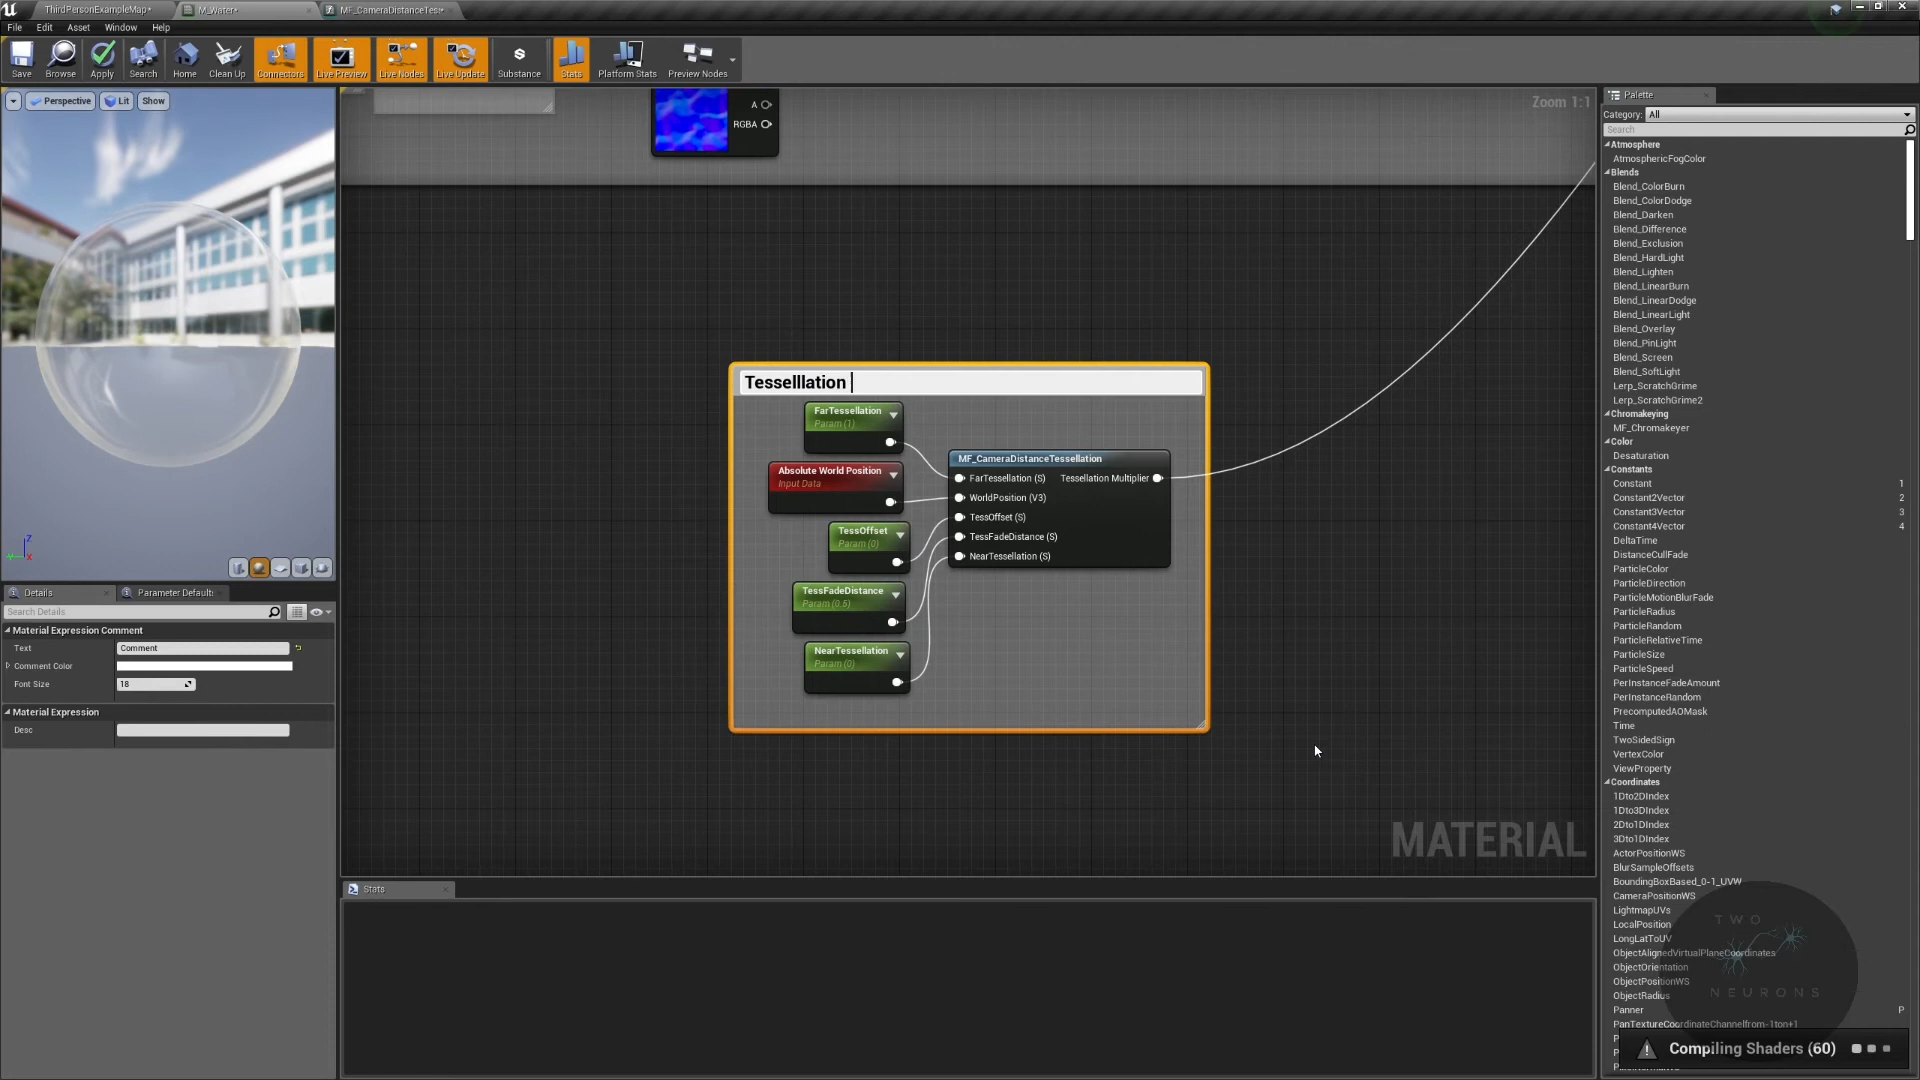 ThirdPersonExampleMap*
M_Water*
MF_CameraDistanceTess*
File Edit Asset Window Help
Save Browse Apply Search Home Clean Up Connectors Live Preview Live Nodes Live Update Substance Stats Platform Stats Preview Nodes
Perspective Lit Show
Z
Y
X
Details
Parameter Default
Search Details
Material Expression Comment
Text Comment
Comment Color
Font Size 18
Material Expression
Desc
Zoom 1:1
A
RGBA
Tesselllation
FarTessellation
Param (1)
Absolute World Position
Input Data
TessOffset
Param (0)
TessFadeDistance
Param (0.5)
NearTessellation
Param (0)
MF_CameraDistanceTessellation
FarTessellation (S) Tessellation Multiplier
WorldPosition (V3)
TessOffset (S)
TessFadeDistance (S)
NearTessellation (S)
MATERIAL
Stats
Palette
Category: All
Search
Atmosphere
AtmosphericFogColor
Blends
Blend_ColorBurn
Blend_ColorDodge
Blend_Darken
Blend_Difference
Blend_Exclusion
Blend_HardLight
Blend_Lighten
Blend_LinearBurn
Blend_LinearDodge
Blend_LinearLight
Blend_Overlay
Blend_PinLight
Blend_Screen
Blend_SoftLight
Lerp_ScratchGrime
Lerp_ScratchGrime2
Chromakeying
MF_Chromakeyer
Color
Desaturation
Constants
Constant 1
Constant2Vector 2
Constant3Vector 3
Constant4Vector 4
DeltaTime
DistanceCullFade
ParticleColor
ParticleDirection
ParticleMotionBlurFade
ParticleRadius
ParticleRandom
ParticleRelativeTime
ParticleSize
ParticleSpeed
PerInstanceFadeAmount
PerInstanceRandom
PrecomputedAOMask
Time
TwoSidedSign
VertexColor
ViewProperty
Coordinates
1Dto2DIndex
1Dto3DIndex
2Dto1DIndex
3Dto1DIndex
ActorPositionWS
BlurSampleOffsets
BoundingBoxBased_0-1_UVW
CameraPositionWS
LightmapUVs
LocalPosition
LongLatToUV
ObjectAlignedVirtualPlaneCoordinates
ObjectOrientation
ObjectPositionWS
ObjectRadius
Panner P
PanTextureCoordinateChannelfrom-1to+1
TWO
NEURONS
Compiling Shaders (60)